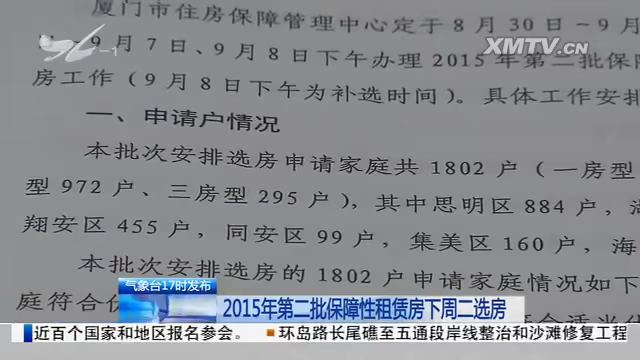 厦门市住房保障管理中心定于8月30日~9月
~9月7日、9月8日下午办理2015年第二批保障
XMTV.CN
房工作（9月8日下午为补选时间）。具体工作安排
一、申请户情况
本批次安排选房申请家庭共1802户（一房型
型972户、三房型295户），其中思明区884户，
翔安区455户，同安区99户，集美区160户，海
本批次安排选房的1802户申请家庭情况如下
庭符合
气象台17时发布
2015年第二批保障性租赁房下周二选房
近百个国家和地区报名参会。 环岛路长尾礁至五通段岸线整治和沙滩修复工程